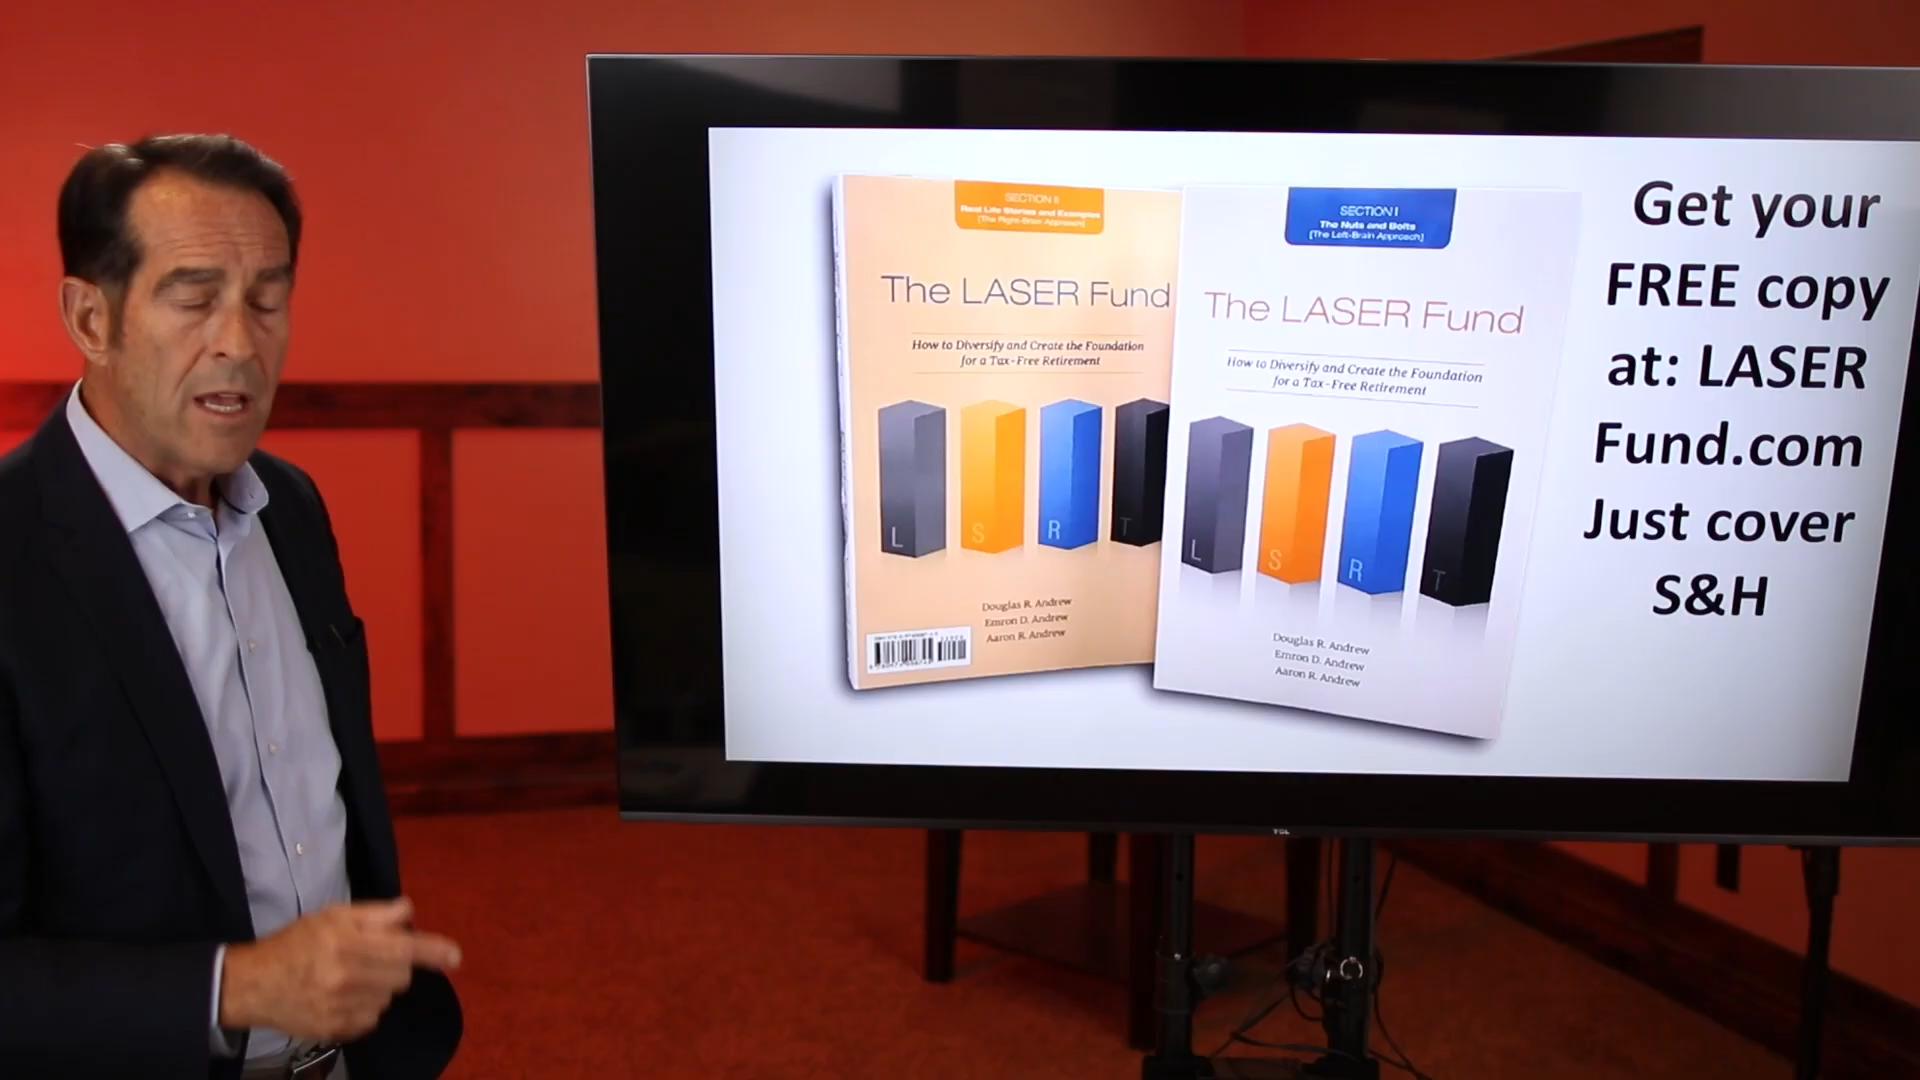 SECTION II
Real Life Stories and Examples
[The Right-Brain Approach]
The LASER Fund
How to Diversify and Create the Foundation
for a Tax-Free Retirement
L S R T
Douglas R. Andrew
Emron D. Andrew
Aaron R. Andrew
SECTION I
The Nuts and Bolts
[The Left-Brain Approach]
The LASER Fund
How to Diversify and Create the Foundation
for a Tax-Free Retirement
L S R T
Douglas R. Andrew
Emron D. Andrew
Aaron R. Andrew
Get your
FREE copy
at: LASER
Fund.com
Just cover
S&H
TCL